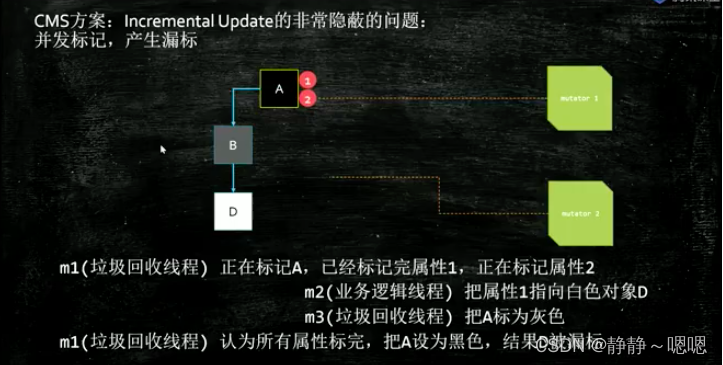 CMS方案：Incremental Update的非常隐蔽的问题：
并发标记，产生漏标
A
1
2
mutator 1
B
D
mutator 2
m1(垃圾回收线程) 正在标记A，已经标记完属性1，正在标记属性2
m2(业务逻辑线程) 把属性1指向白色对象D
m3(垃圾回收线程) 把A标为灰色
m1(垃圾回收线程) 认为所有属性标完，把A设为黑色，结果D被漏标
CSDN @静静～嗯嗯